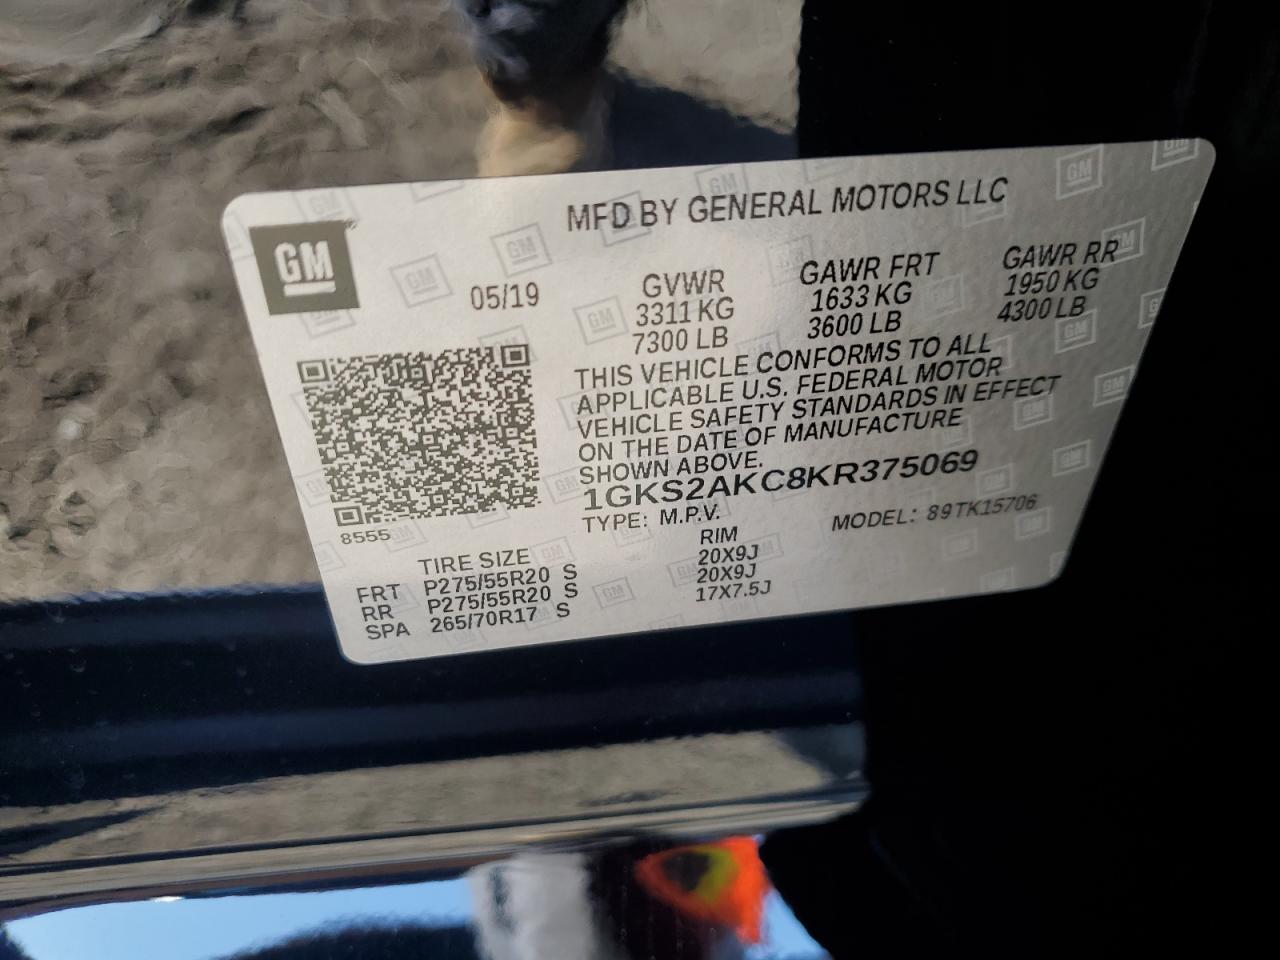 MFD BY GENERAL MOTORS LLC
GM
05/19
GVWR GAWR FRT GAWR RR
3311 KG 1633 KG 1950 KG
7300 LB 3600 LB 4300 LB
THIS VEHICLE CONFORMS TO ALL
APPLICABLE U.S. FEDERAL MOTOR
VEHICLE SAFETY STANDARDS IN EFFECT
ON THE DATE OF MANUFACTURE
SHOWN ABOVE.
1GKS2AKC8KR375069
TYPE: M.P.V. MODEL: 89TK15706
8555
TIRE SIZE RIM
FRT P275/55R20 S 20X9J
RR P275/55R20 S 20X9J
SPA 265/70R17 S 17X7.5J